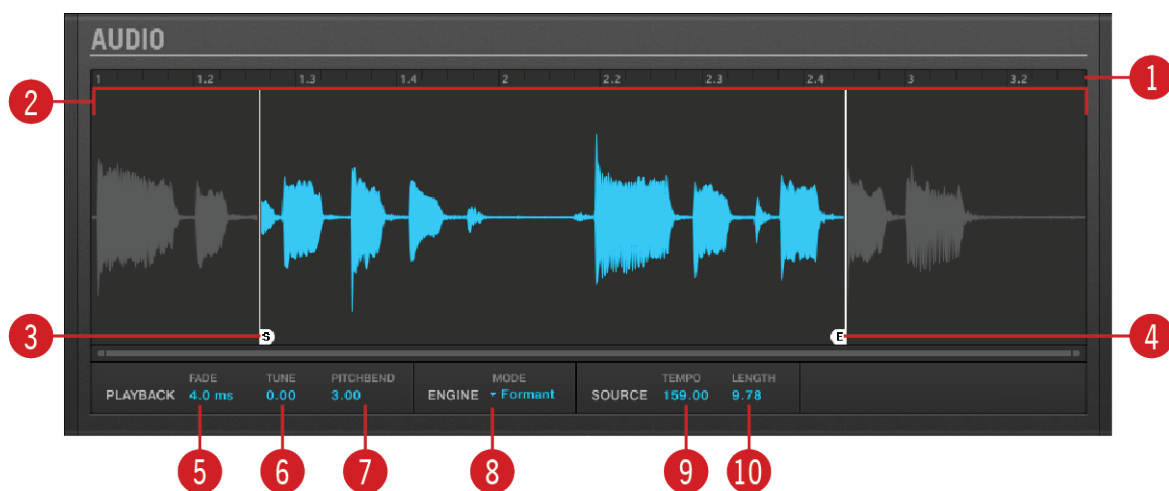 AUDIO
1 1.2 1.3 1.4 2 2.2 2.3 2.4 3 3.2
1
2
3
S
E
4
FADE TUNE PITCHBEND MODE TEMPO LENGTH
PLAYBACK 4.0 ms 0.00 3.00 ENGINE Formant SOURCE 159.00 9.78
5 6 7 8 9 10